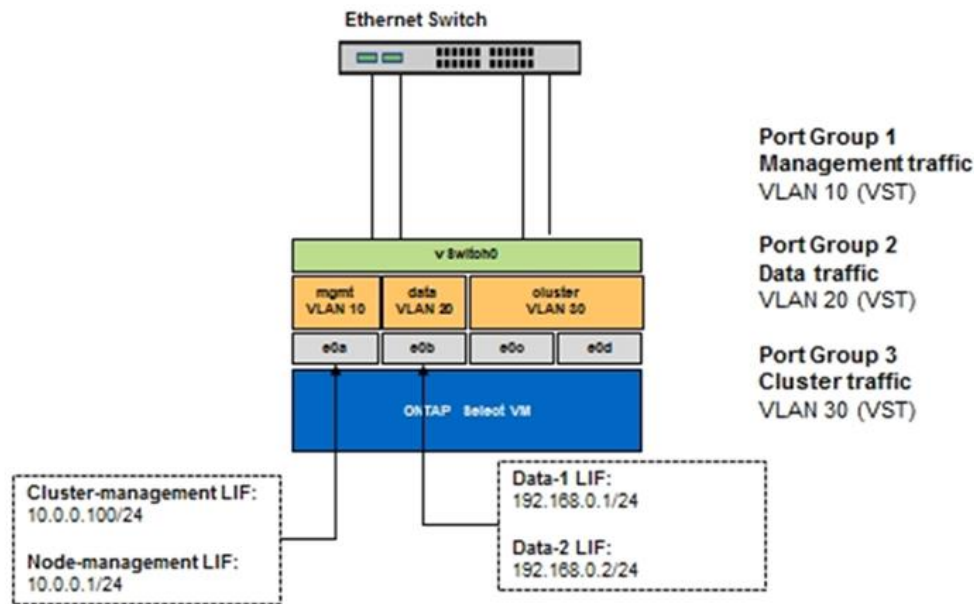 Ethernet Switch
Port Group 1
Management traffic
VLAN 10 (VST)
vSwitch0
Port Group 2
Data traffic
VLAN 20 (VST)
mgmt
VLAN 10
data
VLAN 20
cluster
VLAN 30
e0a
e0b
e0c
e0d
Port Group 3
Cluster traffic
VLAN 30 (VST)
ONTAP Select VM
Cluster-management LIF:
10.0.0.100/24
Node-management LIF:
10.0.0.1/24
Data-1 LIF:
192.168.0.1/24
Data-2 LIF:
192.168.0.2/24